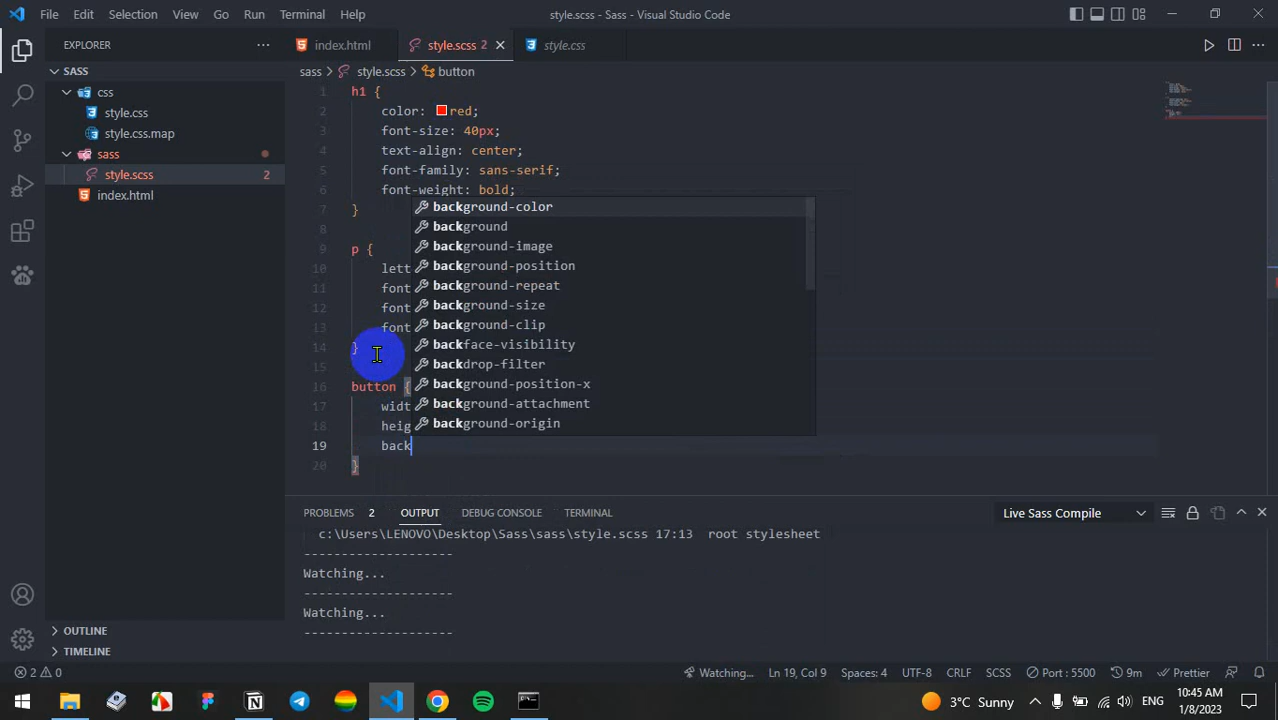 File Edit Selection View Go Run Terminal Help style.scss - Sass - Visual Studio Code
EXPLORER
index.html
style.scss 2
style.css
SASS
css
style.css
style.css.map
sass
style.scss 2
index.html
sass style.scss button
1 h1 {
2 color: red;
3 font-size: 40px;
4 text-align: center;
5 font-family: sans-serif;
6 font-weight: bold;
7 }
8
9 p {
10 lett
11 font
12 font
13 font
14 }
15
16 button {
17 widt
18 heig
19 back
20 }
background-color
background
background-image
background-position
background-repeat
background-size
background-clip
backface-visibility
backdrop-filter
background-position-x
background-attachment
background-origin
PROBLEMS 2 OUTPUT DEBUG CONSOLE TERMINAL Live Sass Compile
c:\Users\LENOVO\Desktop\Sass\sass\style.scss 17:13 root stylesheet
--------------------
Watching...
--------------------
Watching...
--------------------
OUTLINE
TIMELINE
2 0 Watching... Ln 19, Col 9 Spaces: 4 UTF-8 CRLF SCSS Port : 5500 9m Prettier
3°C Sunny ENG 10:45 AM
1/8/2023